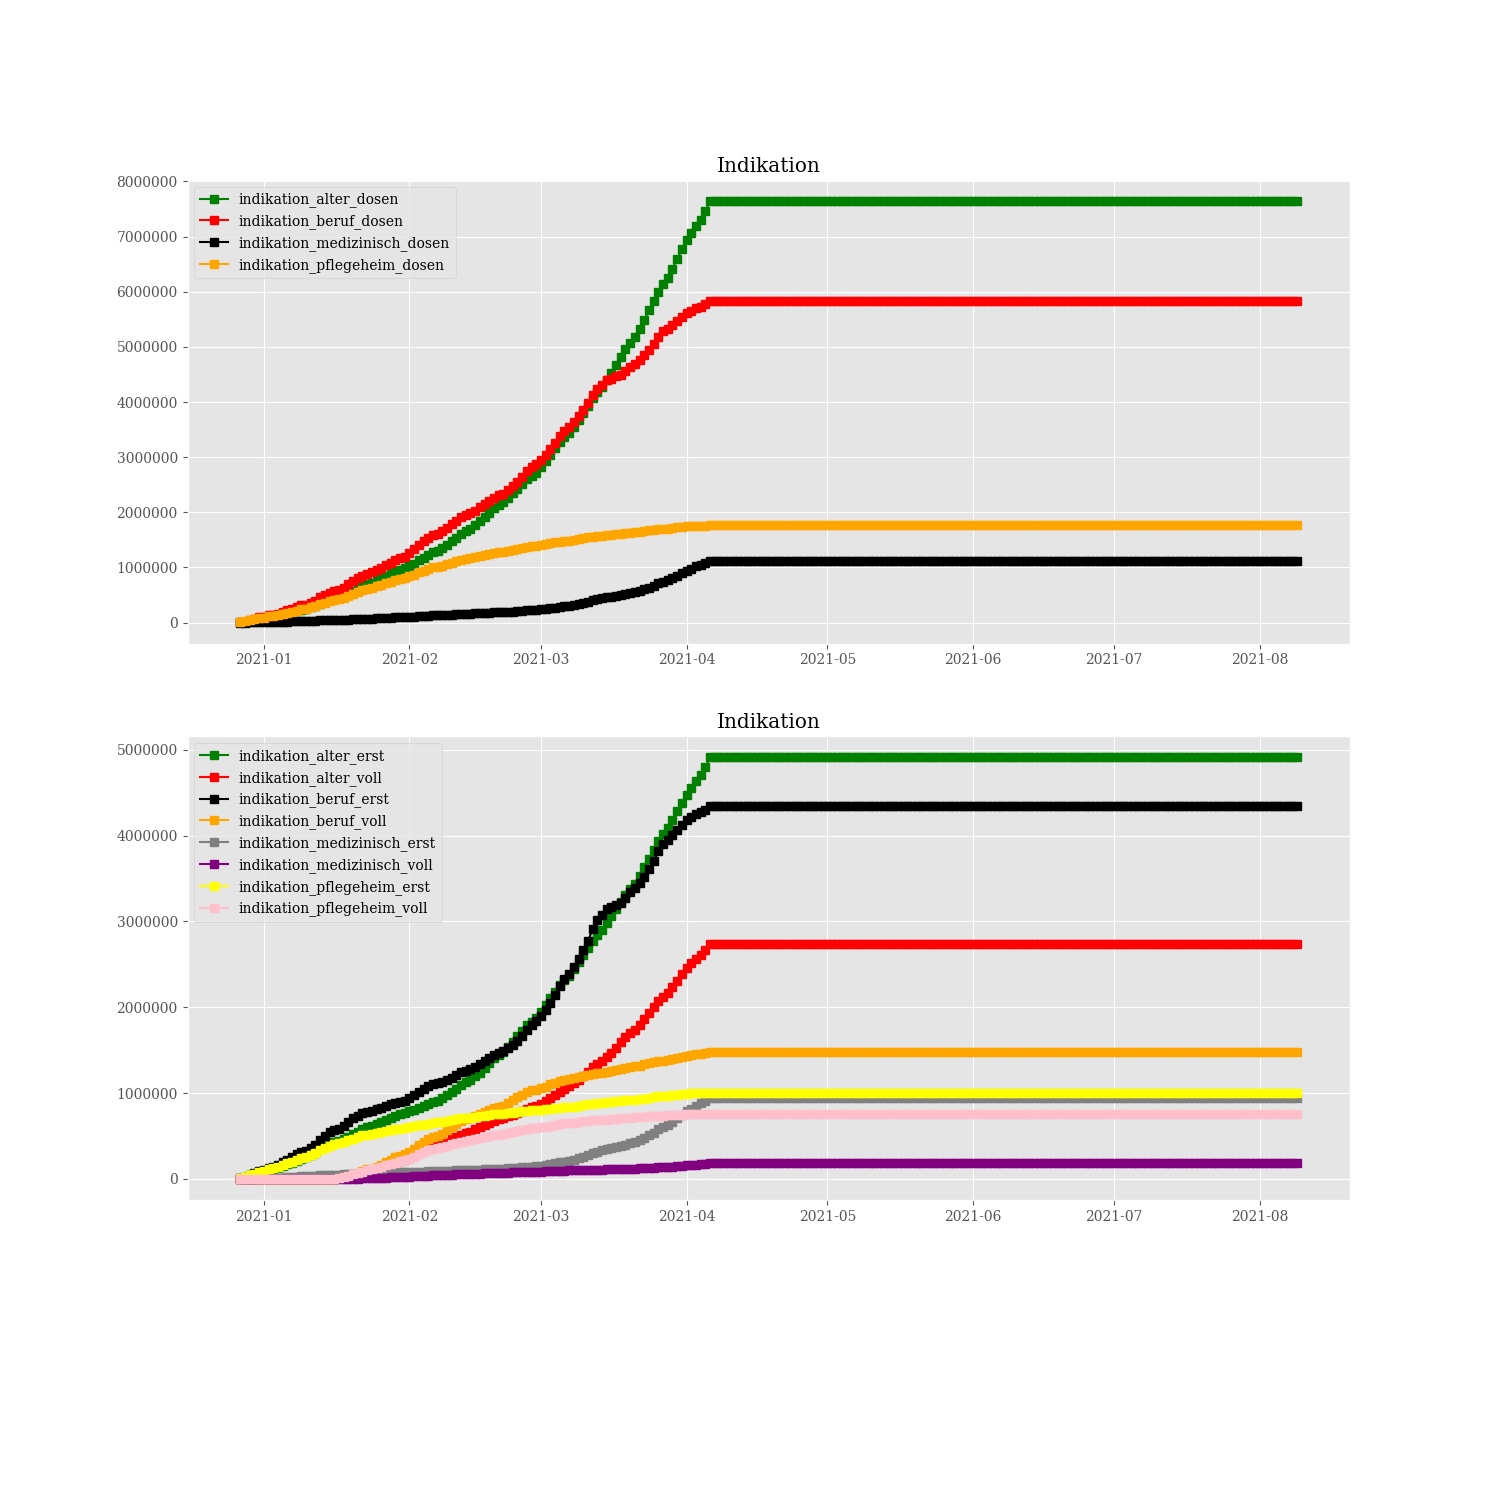 Indikation
8000000
7000000
6000000
5000000
4000000
3000000
2000000
1000000
0
indikation_alter_dosen
indikation_beruf_dosen
indikation_medizinisch_dosen
indikation_pflegeheim_dosen
2021-01 2021-02 2021-03 2021-04 2021-05 2021-06 2021-07 2021-08
Indikation
5000000
4000000
3000000
2000000
1000000
0
indikation_alter_erst
indikation_alter_voll
indikation_beruf_erst
indikation_beruf_voll
indikation_medizinisch_erst
indikation_medizinisch_voll
indikation_pflegeheim_erst
indikation_pflegeheim_voll
2021-01 2021-02 2021-03 2021-04 2021-05 2021-06 2021-07 2021-08